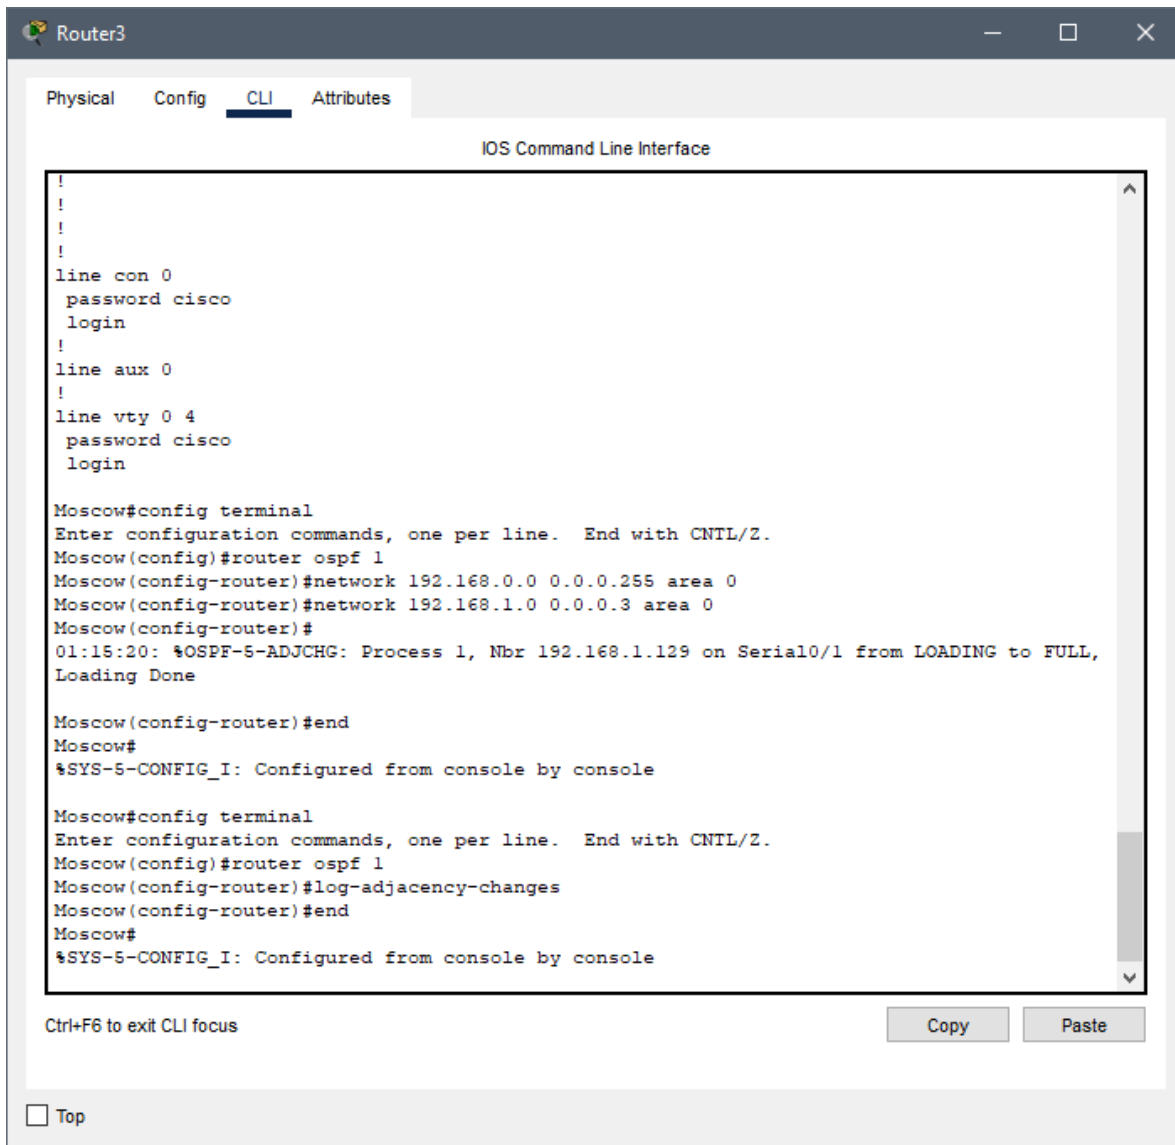 Router3
Physical Config CLI Attributes
IOS Command Line Interface
!
!
!
!
line con 0
 password cisco
 login
!
line aux 0
!
line vty 0 4
 password cisco
 login
Moscow#config terminal
Enter configuration commands, one per line.  End with CNTL/Z.
Moscow(config)#router ospf 1
Moscow(config-router)#network 192.168.0.0 0.0.0.255 area 0
Moscow(config-router)#network 192.168.1.0 0.0.0.3 area 0
Moscow(config-router)#
01:15:20: %OSPF-5-ADJCHG: Process 1, Nbr 192.168.1.129 on Serial0/1 from LOADING to FULL,
Loading Done
Moscow(config-router)#end
Moscow#
%SYS-5-CONFIG_I: Configured from console by console
Moscow#config terminal
Enter configuration commands, one per line.  End with CNTL/Z.
Moscow(config)#router ospf 1
Moscow(config-router)#log-adjacency-changes
Moscow(config-router)#end
Moscow#
%SYS-5-CONFIG_I: Configured from console by console
Ctrl+F6 to exit CLI focus
Copy Paste
Top